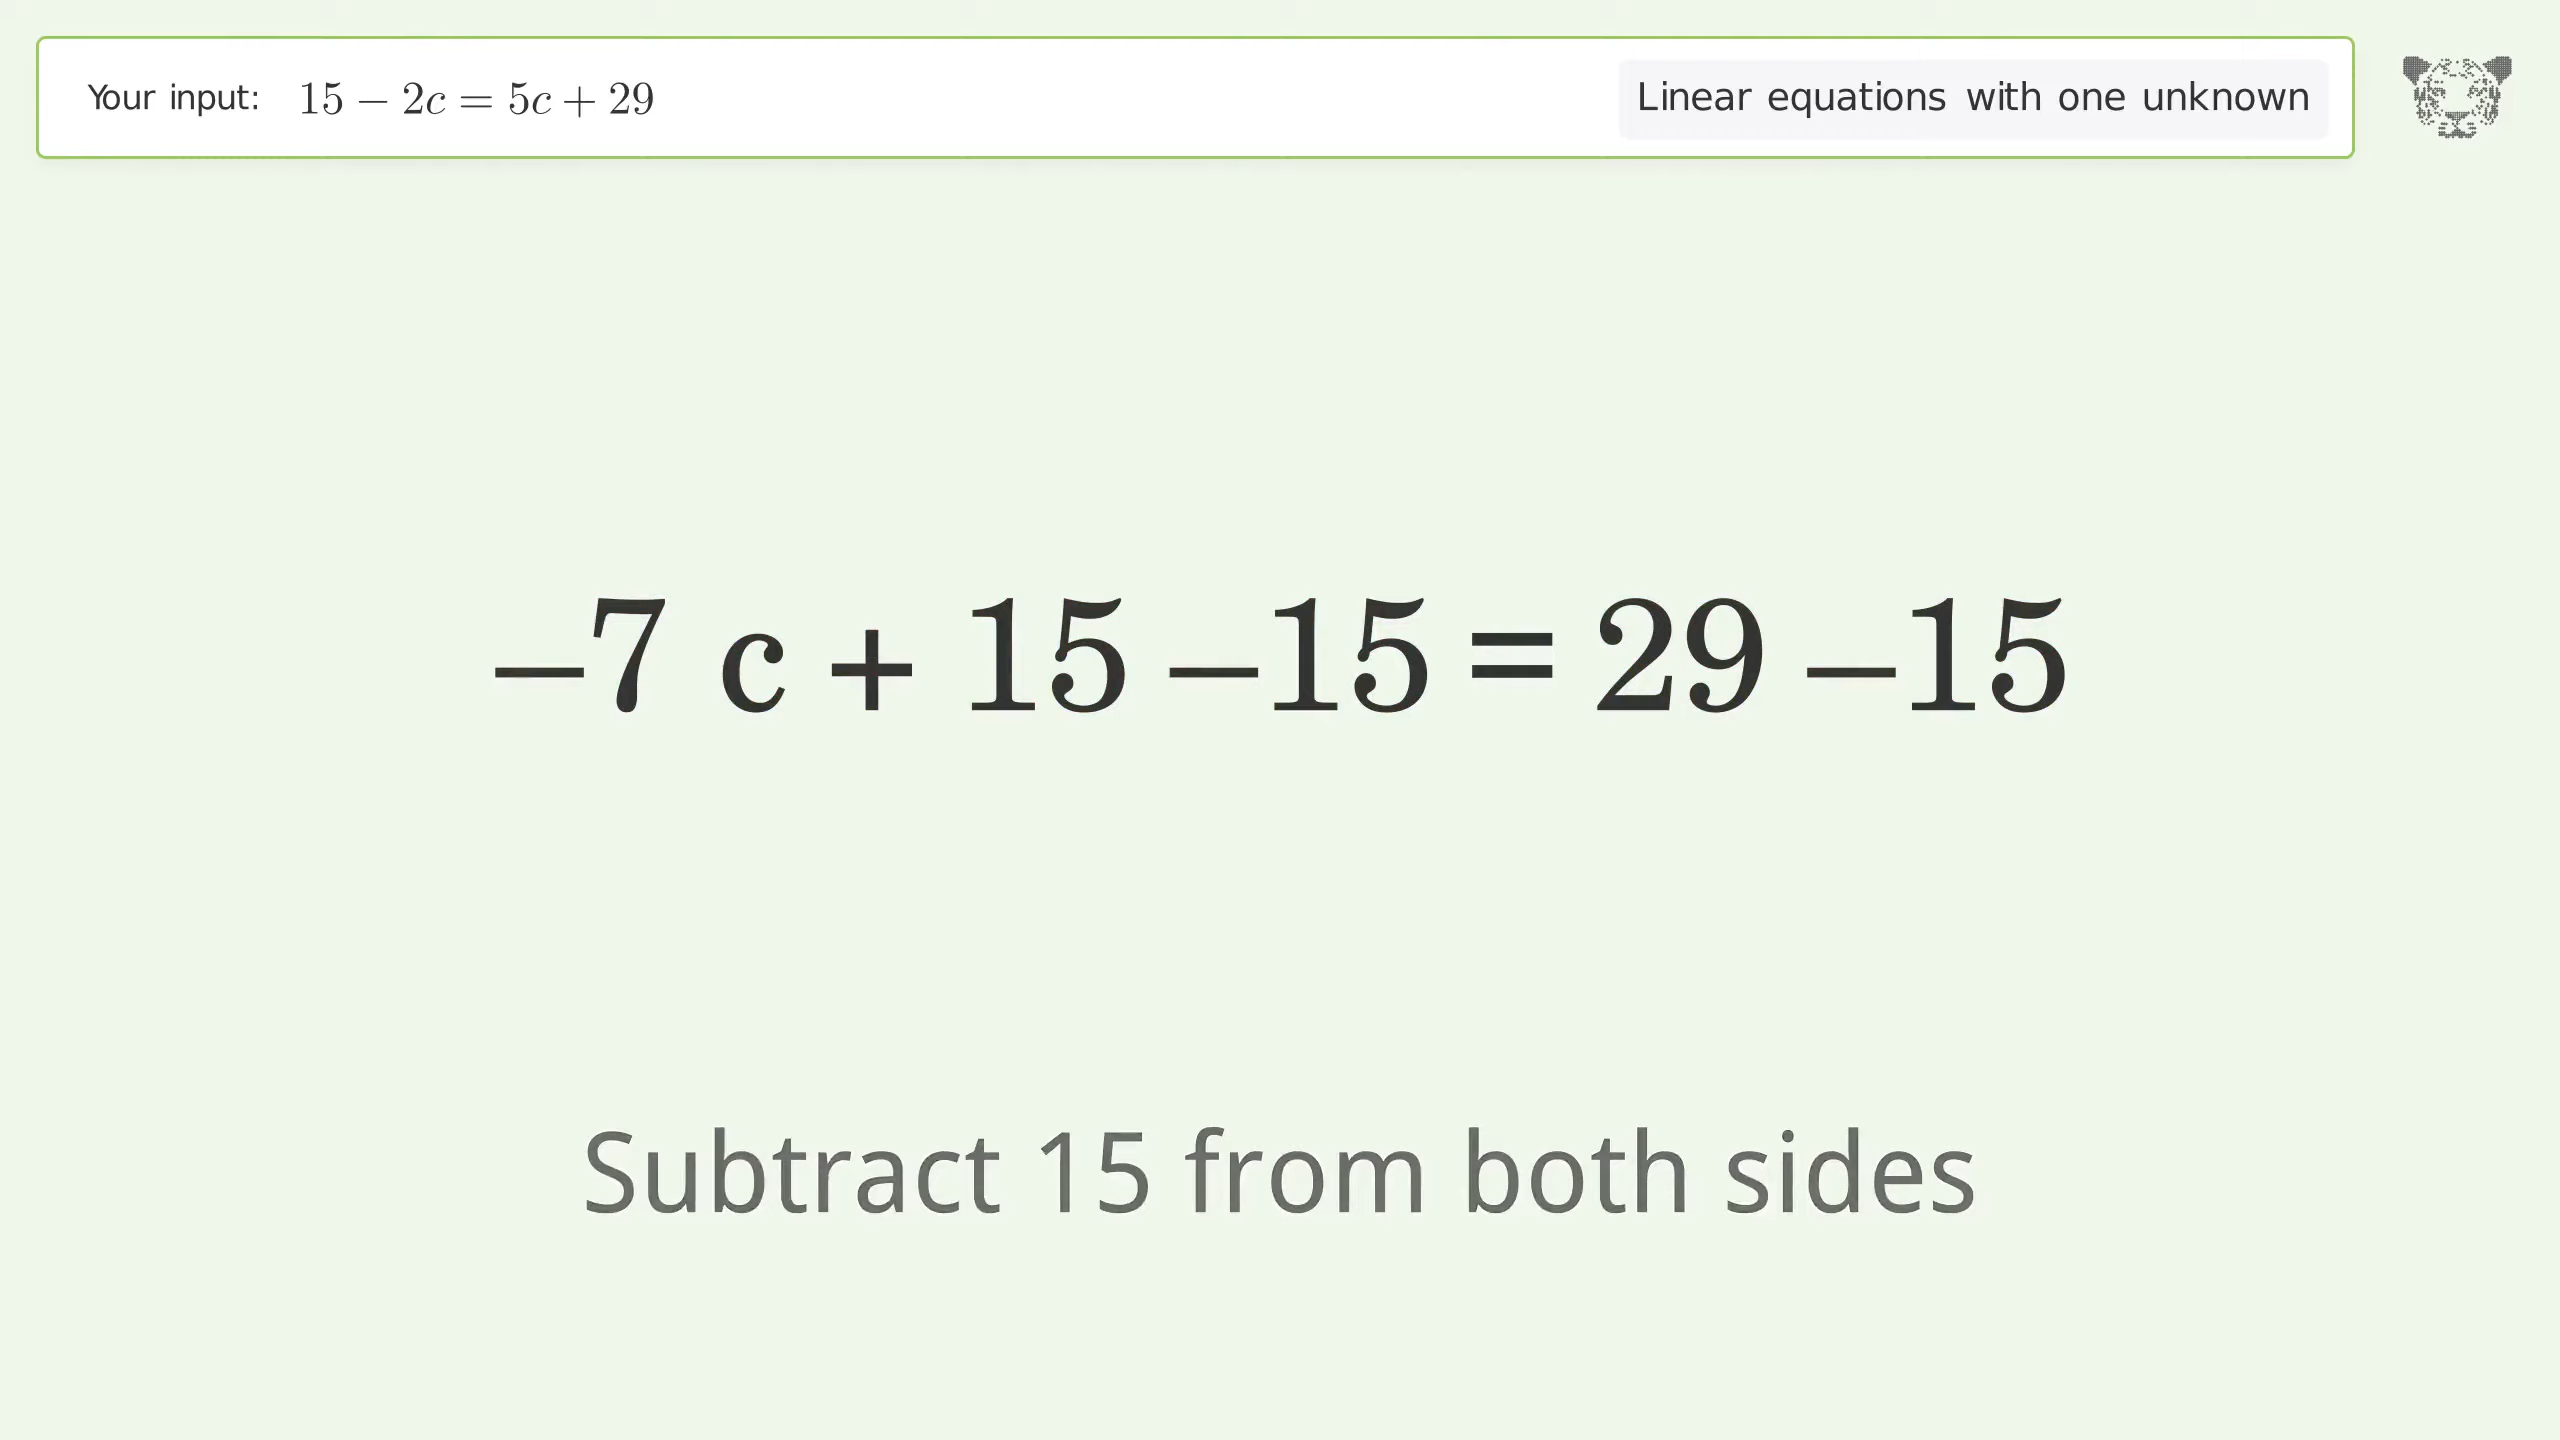 Your input: 15 − 2c = 5c + 29
Linear equations with one unknown
−7 c + 15 −15 = 29 −15
Subtract 15 from both sides